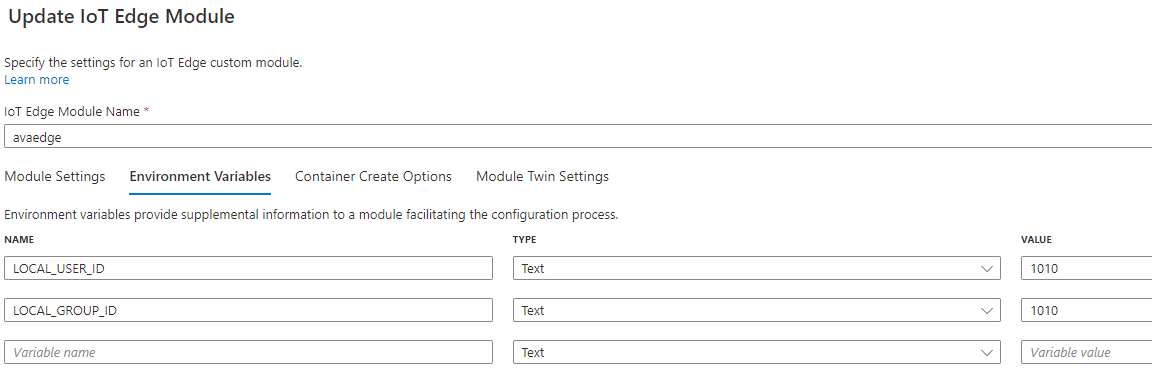 Update IoT Edge Module
Specify the settings for an IoT Edge custom module.
Learn more
IoT Edge Module Name *
avaedge
Module Settings Environment Variables Container Create Options Module Twin Settings
Environment variables provide supplemental information to a module facilitating the configuration process.
NAME TYPE VALUE
LOCAL_USER_ID Text 1010
LOCAL_GROUP_ID Text 1010
Variable name Text Variable value